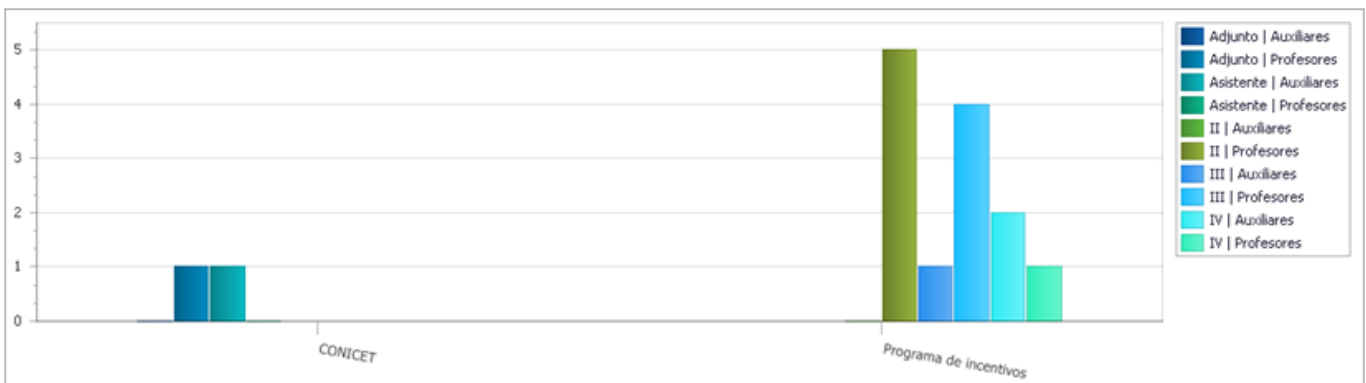 5
4
3
2
1
0
CONICET
Programa de incentivos
Adjunto | Auxiliares
Adjunto | Profesores
Asistente | Auxiliares
Asistente | Profesores
II | Auxiliares
II | Profesores
III | Auxiliares
III | Profesores
IV | Auxiliares
IV | Profesores